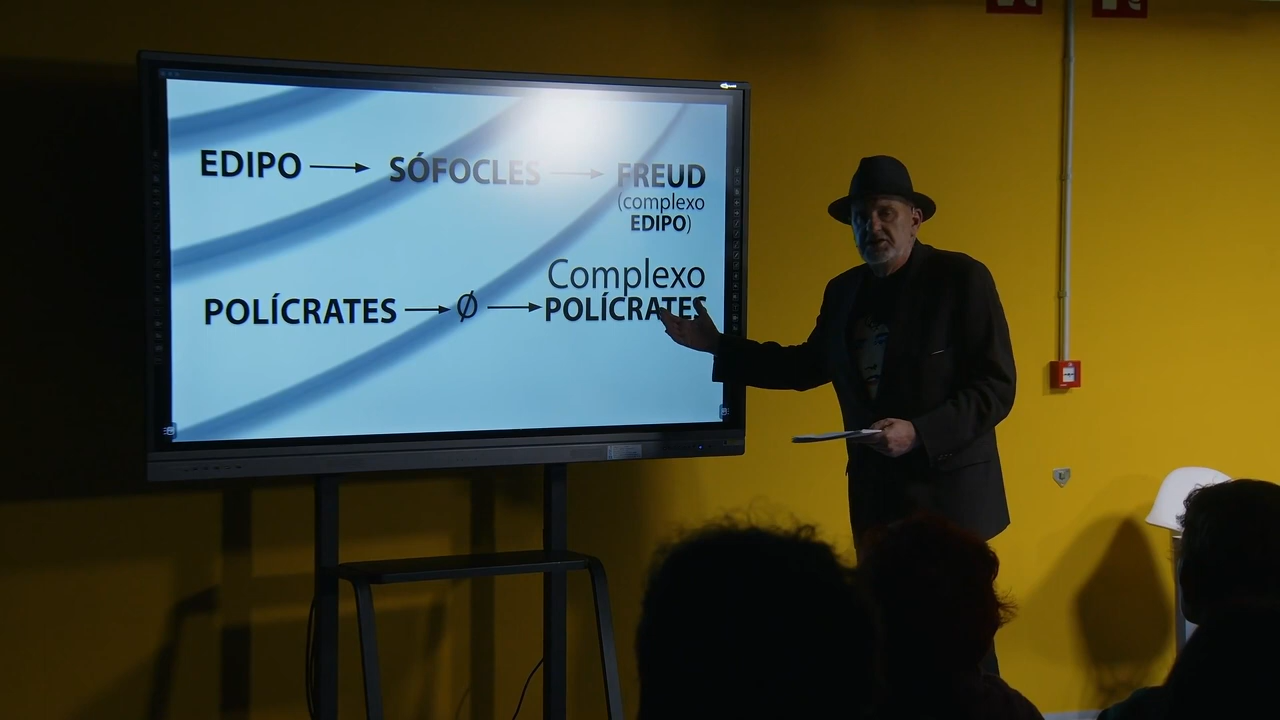 EDIPO → SÓFOCLES → FREUD
(complexo
EDIPO)
Complexo
POLÍCRATES → Ø → POLÍCRATES